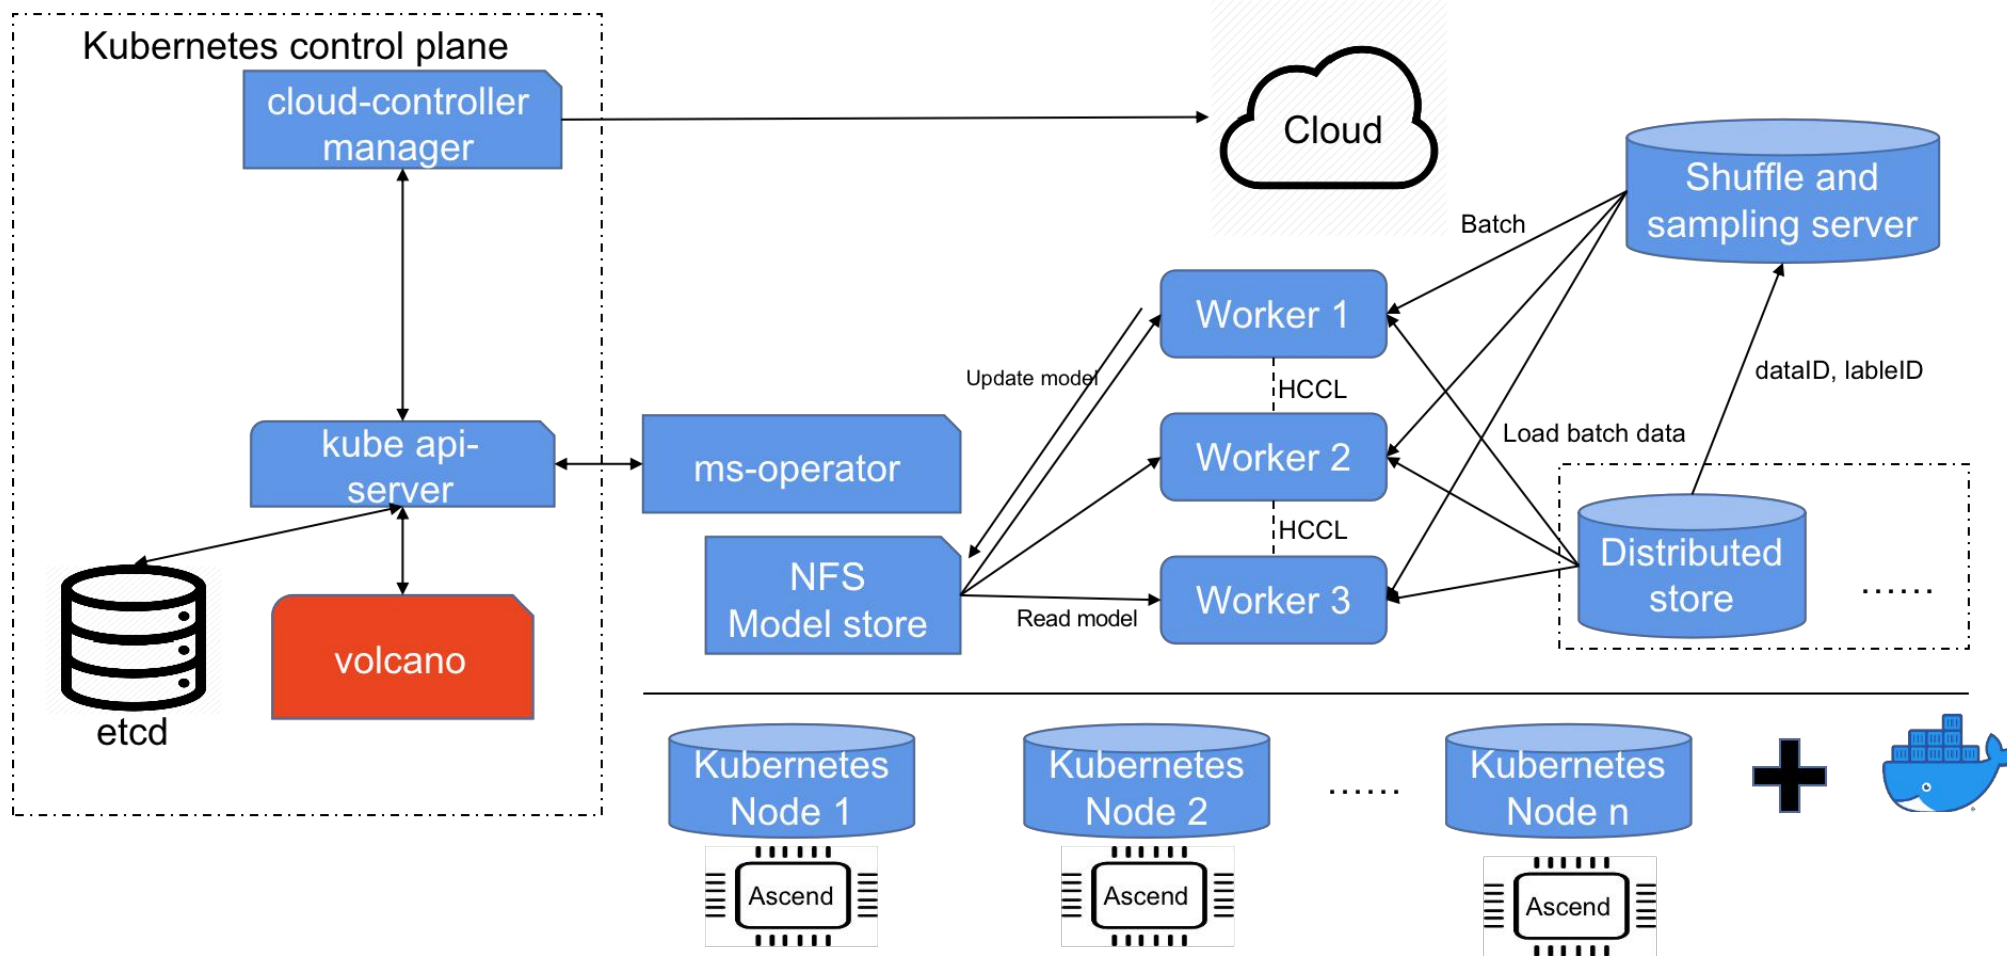 Kubernetes control plane
cloud-controller
manager
Cloud
Shuffle and
sampling server
Batch
Worker 1
Update model
HCCL
dataID, lableID
kube api-
server
ms-operator
Worker 2
Load batch data
HCCL
NFS
Model store
Worker 3
Read model
Distributed
store
......
volcano
etcd
Kubernetes
Node 1
Kubernetes
Node 2
......
Kubernetes
Node n
Ascend
Ascend
Ascend